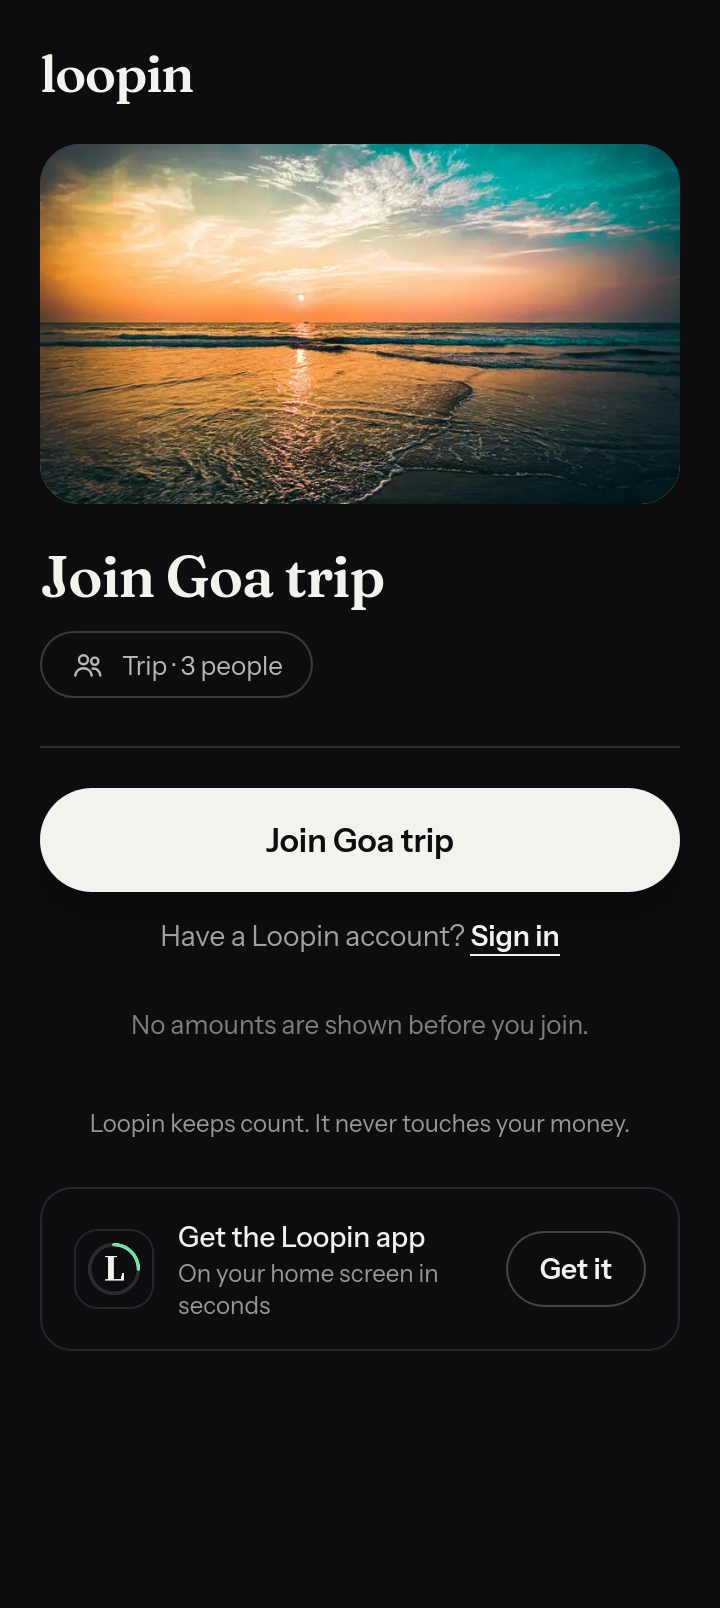 loopin
Join Goa trip
Trip · 3 people
Join Goa trip
Have a Loopin account? Sign in
No amounts are shown before you join.
Loopin keeps count. It never touches your money.
L
Get the Loopin app
On your home screen in
seconds
Get it